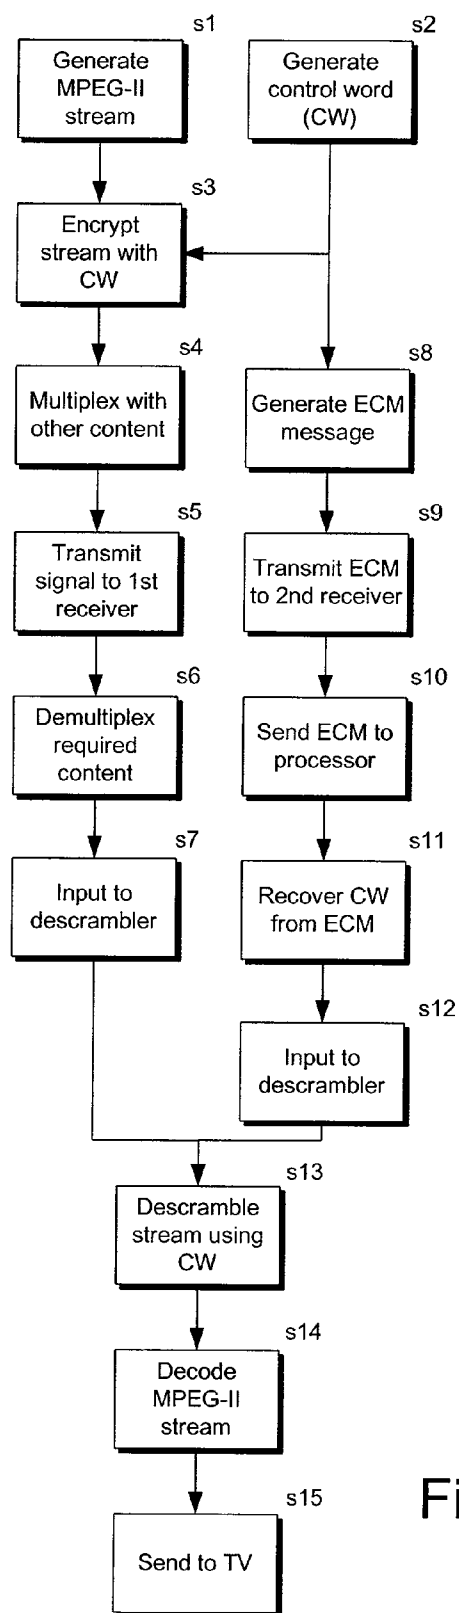 s1
s2
Generate
MPEG-II
stream
Generate
control word
(CW)
s3
Encrypt
stream with
CW
s4
s8
Multiplex with
other content
Generate ECM
message
s5
s9
Transmit
signal to 1st
receiver
Transmit ECM
to 2nd receiver
s6
s10
Demultiplex
required
content
Send ECM to
processor
s7
s11
Input to
descrambler
Recover CW
from ECM
s12
Input to
descrambler
s13
Descramble
stream using
CW
s14
Decode
MPEG-II
stream
s15
Send to TV
Fi